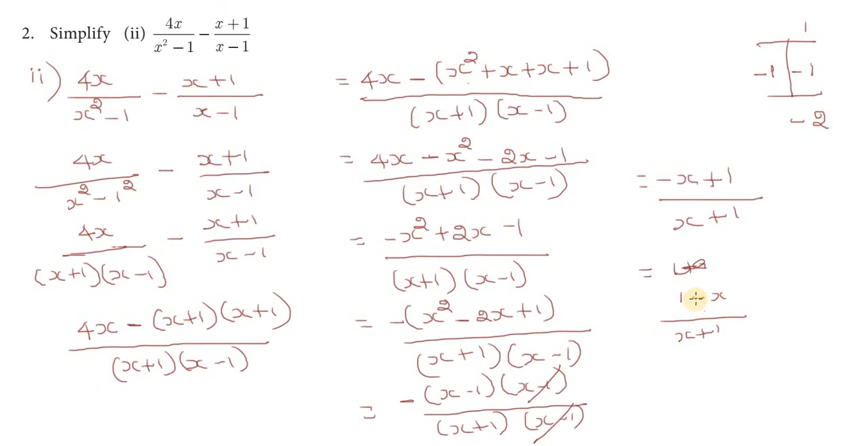 2. Simplify (ii) 4x/(x² − 1) − (x + 1)/(x − 1)
ii) 4x/(x² − 1) − (x+1)/(x − 1)
4x/(x² − 1²) − (x+1)/(x − 1)
4x/((x+1)(x−1)) − (x+1)/(x − 1)
(4x − (x+1)(x+1))/((x+1)(x−1))
= (4x − (x² + x + x + 1))/((x+1)(x−1))
= (4x − x² − 2x − 1)/((x+1)(x−1))
= (−x² + 2x − 1)/((x+1)(x−1))
= −(x² − 2x + 1)/((x+1)(x−1))
= −(x−1)(x−1)/((x+1)(x−1))
1
−1 | −1
−2
= (−x+1)/(x+1)
=
(1 − x)/(x+1)